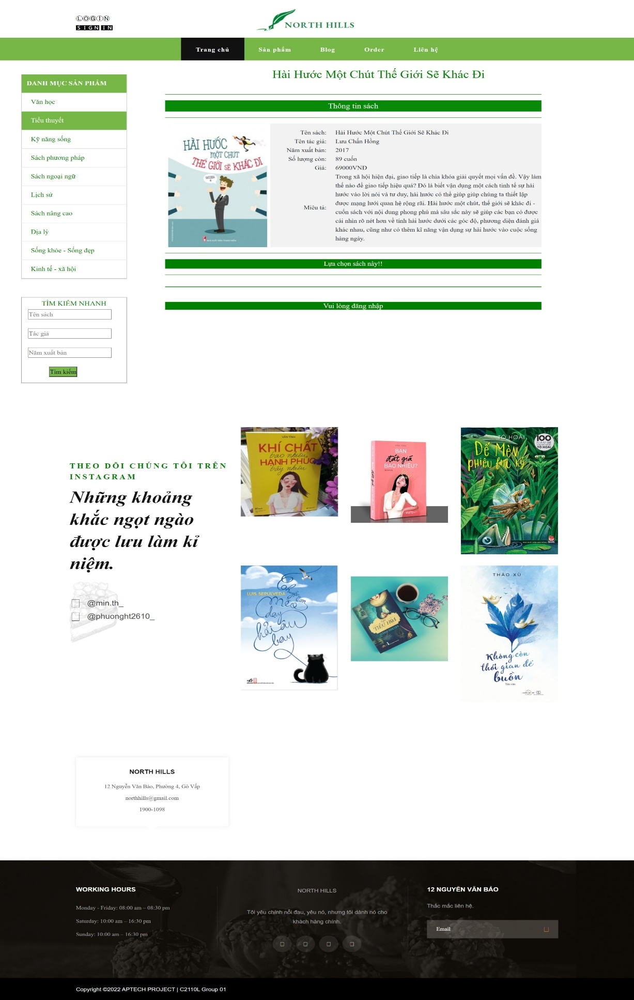 LOGIN
SIGN IN
NORTH HILLS
Trang chủ
Sản phẩm
Blog
Order
Liên hệ
Hài Hước Một Chút Thế Giới Sẽ Khác Đi
DANH MỤC SẢN PHẨM
Văn học
Tiểu thuyết
Kỹ năng sống
Sách phương pháp
Sách ngoại ngữ
Lịch sử
Sách nâng cao
Địa lý
Sống khỏe - Sống đẹp
Kinh tế - xã hội
TÌM KIẾM NHANH
Tên sách
Tác giả
Năm xuất bản
Tìm kiếm
Thông tin sách
HÀI HƯỚC
MỘT CHÚT
THẾ GIỚI SẼ KHÁC ĐI
Tên sách: Hài Hước Một Chút Thế Giới Sẽ Khác Đi
Tên tác giả: Lưu Chấn Hồng
Năm xuất bản: 2017
Số lượng còn: 89 cuốn
Giá: 69000VNĐ
Miêu tả:
Trong xã hội hiện đại, giao tiếp là chìa khóa giải quyết mọi vấn đề. Vậy làm
thế nào để giao tiếp hiệu quả? Đó là biết vận dụng một cách tinh tế sự hài
hước vào lời nói và tư duy, hài hước có thể giúp giúp chúng ta thiết lập
được mạng lưới quan hệ rộng rãi. Hài hước một chút, thế giới sẽ khác đi -
cuốn sách với nội dung phong phú mà sâu sắc này sẽ giúp các bạn có được
cái nhìn rõ nét hơn về tính hài hước dưới các góc độ, phương diện đánh giá
khác nhau, cũng như có thêm kĩ năng vận dụng sự hài hước vào cuộc sống
hàng ngày.
Lựa chọn sách này!!
Vui lòng đăng nhập
THEO DÕI CHÚNG TÔI TRÊN
INSTAGRAM
Những khoảng
khắc ngọt ngào
được lưu làm kỉ
niệm.
@min.th_
@phuonght2610_
VÃN TÌNH
KHÍ CHẤT
bao nhiêu
HẠNH PHÚC
bấy nhiêu
BẠN
đắt giá
BAO NHIÊU?
TÔ HOÀI
100
NĂM
TÔ HOÀI
Dế Mèn
phiêu lưu ký
LUIS SEPÚLVEDA
Chuyện con
mèo
dạy
hải âu
bay
TIỂU HỌA
JESSIE BURTON
THẢO XÙ
Không còn
thời gian để
buồn
Tản văn
NORTH HILLS
12 Nguyễn Văn Bảo, Phường 4, Gò Vấp
northhills@gmail.com
1900-1098
WORKING HOURS
Monday - Friday: 08:00 am – 08:30 pm
Saturday: 10:00 am – 16:30 pm
Sunday: 10:00 am – 16:30 pm
NORTH HILLS
Tôi yêu chính nỗi đau, yêu nó, nhưng tôi dành nó cho
khách hàng chính.
12 NGUYỄN VĂN BẢO
Thắc mắc liên hệ.
Email
Copyright ©2022 APTECH PROJECT | C2110L Group 01